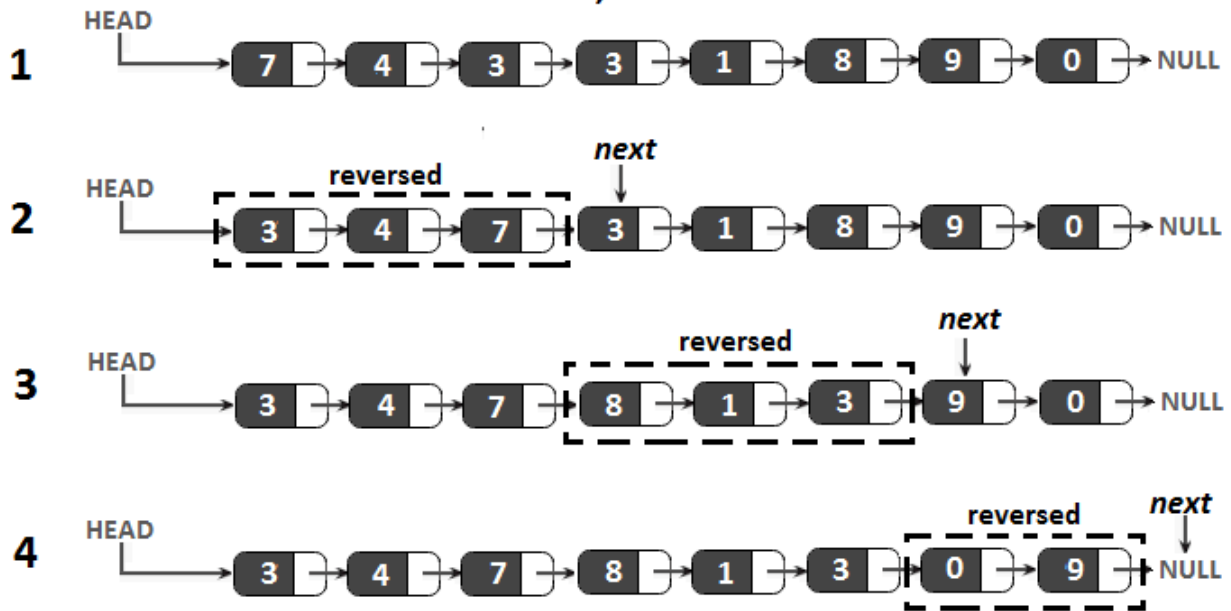 HEAD
1 7 4 3 3 1 8 9 0 NULL
next
reversed
HEAD
2 3 4 7 3 1 8 9 0 NULL
next
reversed
HEAD
3 3 4 7 8 1 3 9 0 NULL
next
reversed
HEAD
4 3 4 7 8 1 3 0 9 NULL